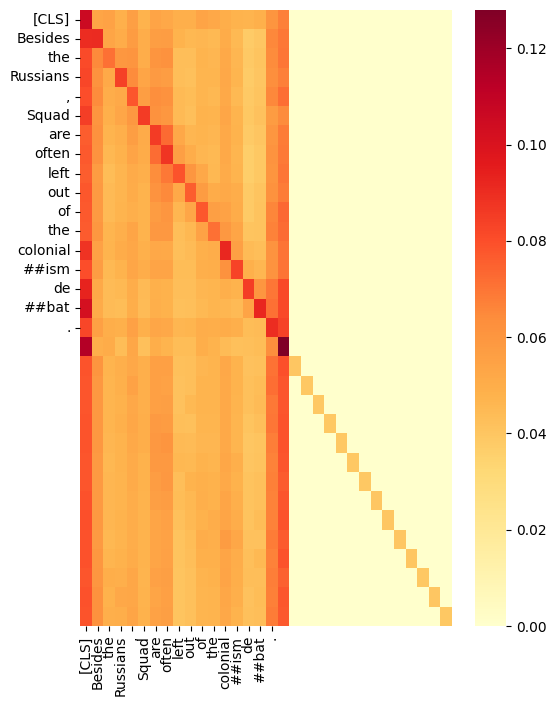 [CLS]
Besides
the
Russians
,
Squad
are
often
left
out
of
the
colonial
##ism
de
##bat
.
0.12
0.10
0.08
0.06
0.04
0.02
0.00
[CLS]
Besides
the
Russians
,
Squad
are
often
left
out
of
the
colonial
##ism
de
##bat
.